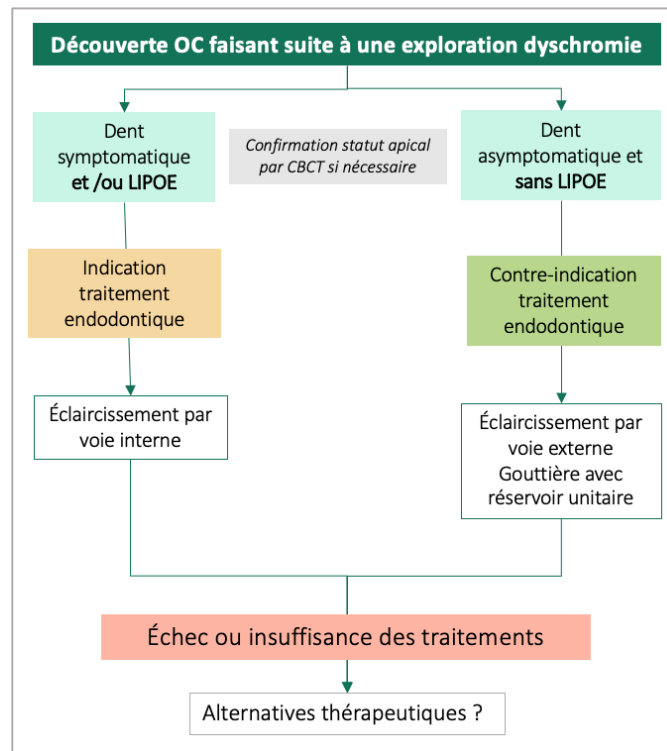 Découverte OC faisant suite à une exploration dyschromie
Dent
symptomatique
et /ou LIPOE
Confirmation statut apical
par CBCT si nécessaire
Dent
asymptomatique et
sans LIPOE
Indication
traitement
endodontique
Contre-indication
traitement
endodontique
Éclaircissement par
voie interne
Éclaircissement par
voie externe
Gouttière avec
réservoir unitaire
Échec ou insuffisance des traitements
Alternatives thérapeutiques ?